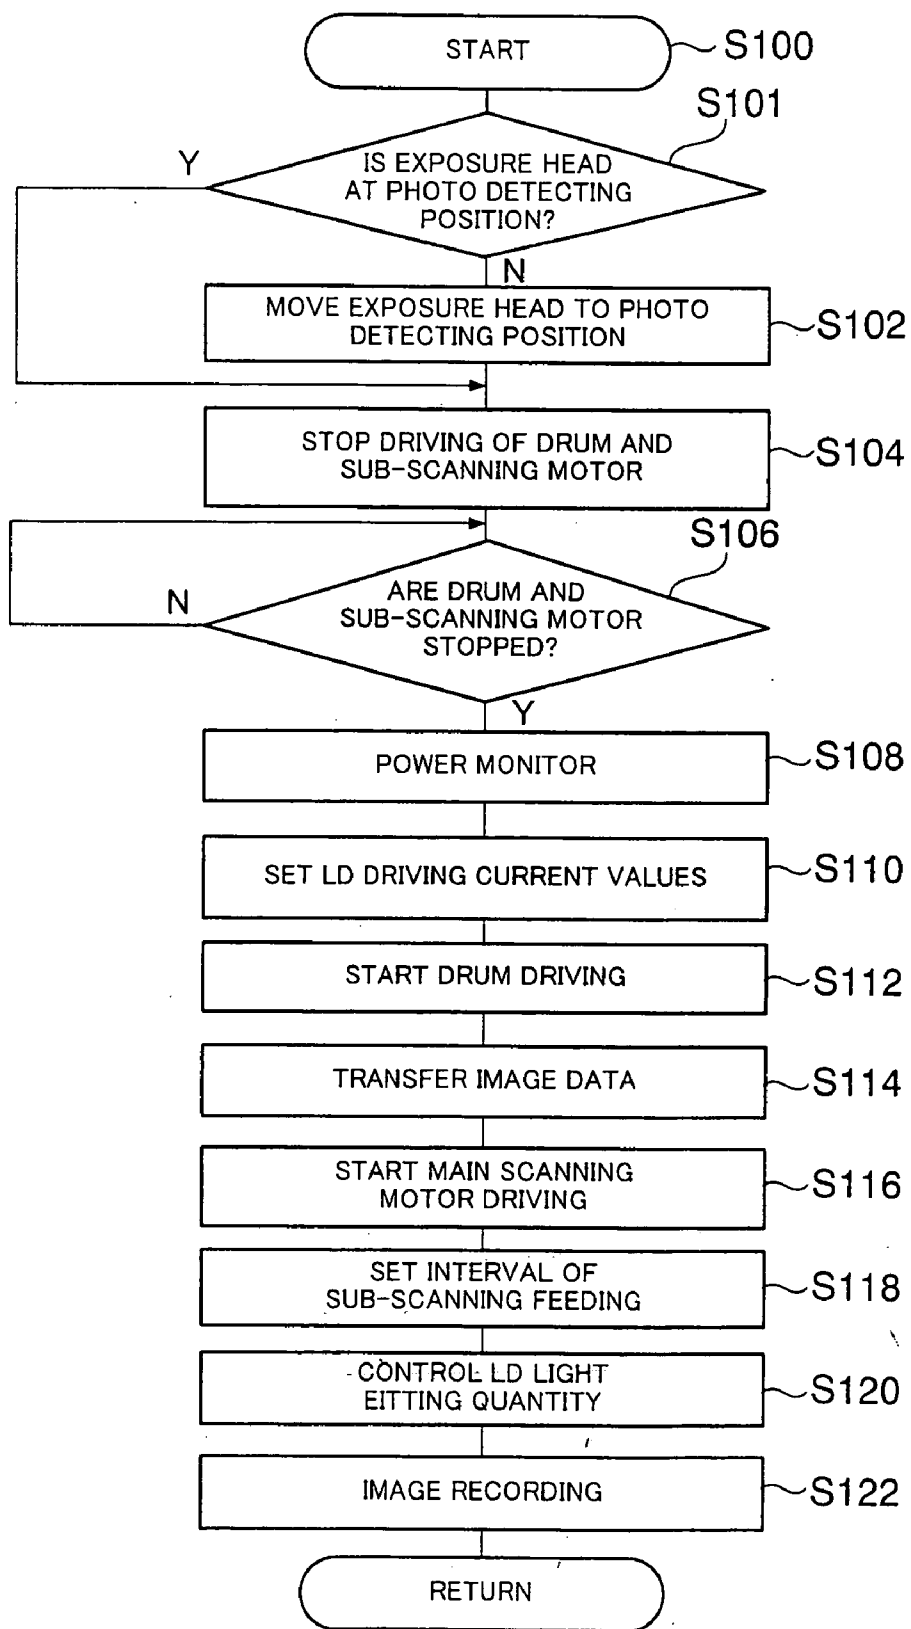 START
S100
S101
Y
IS EXPOSURE HEAD
AT PHOTO DETECTING
POSITION?
N
MOVE EXPOSURE HEAD TO PHOTO
DETECTING POSITION
S102
STOP DRIVING OF DRUM AND
SUB-SCANNING MOTOR
S104
S106
N
ARE DRUM AND
SUB-SCANNING MOTOR
STOPPED?
Y
POWER MONITOR
S108
SET LD DRIVING CURRENT VALUES
S110
START DRUM DRIVING
S112
TRANSFER IMAGE DATA
S114
START MAIN SCANNING
MOTOR DRIVING
S116
SET INTERVAL OF
SUB-SCANNING FEEDING
S118
CONTROL LD LIGHT
EITTING QUANTITY
S120
IMAGE RECORDING
S122
RETURN